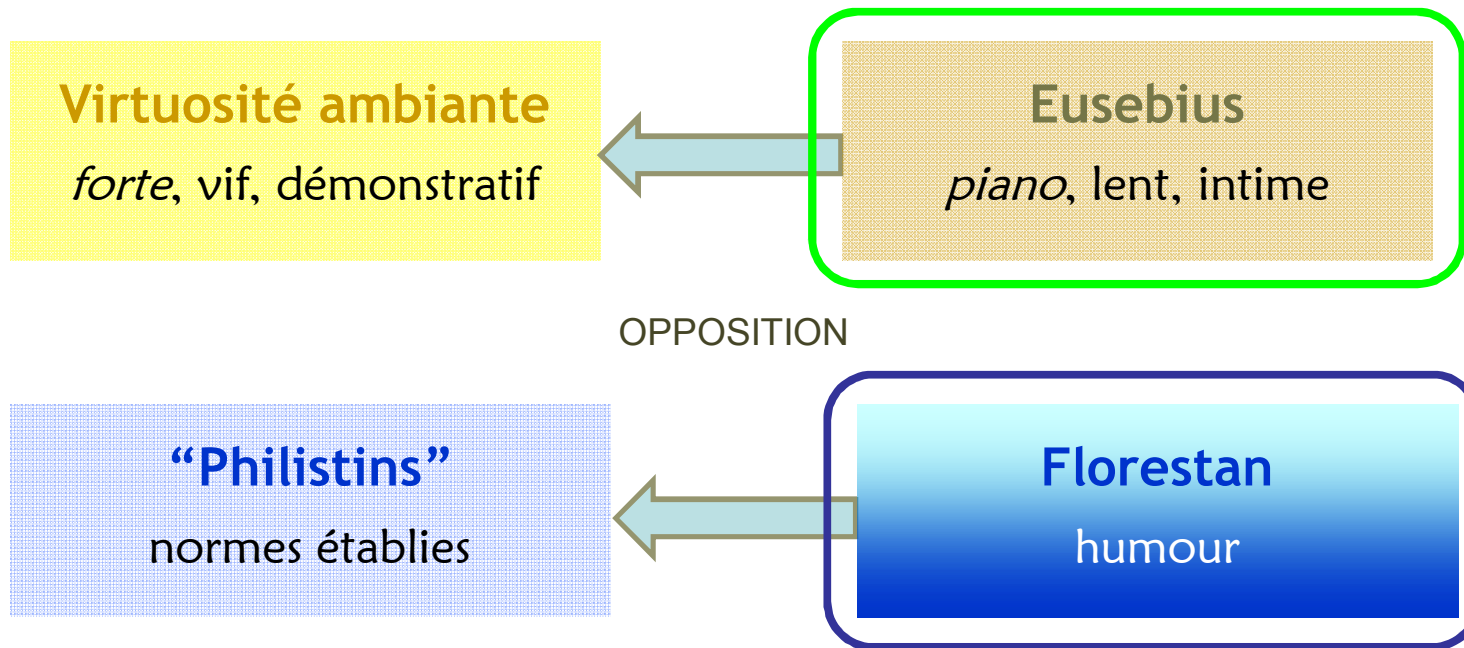 Virtuosité ambiante
forte, vif, démonstratif
Eusebius
piano, lent, intime
OPPOSITION
“Philistins”
normes établies
Florestan
humour